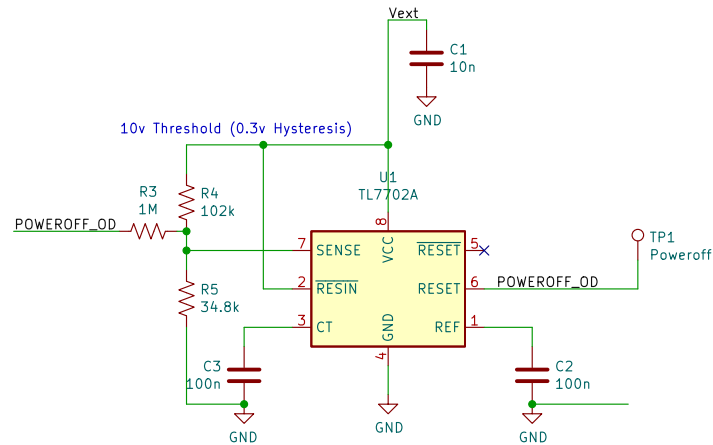 Vext
C1
10n
GND
10v Threshold (0.3v Hysteresis)
U1
TL7702A
R3
1M
R4
102k
POWEROFF_OD
8
VCC
7
SENSE
RESET
5
TP1
Poweroff
2
RESIN
RESET
6
POWEROFF_OD
R5
34.8k
3
CT
GND
REF
1
4
C3
100n
C2
100n
GND
GND
GND